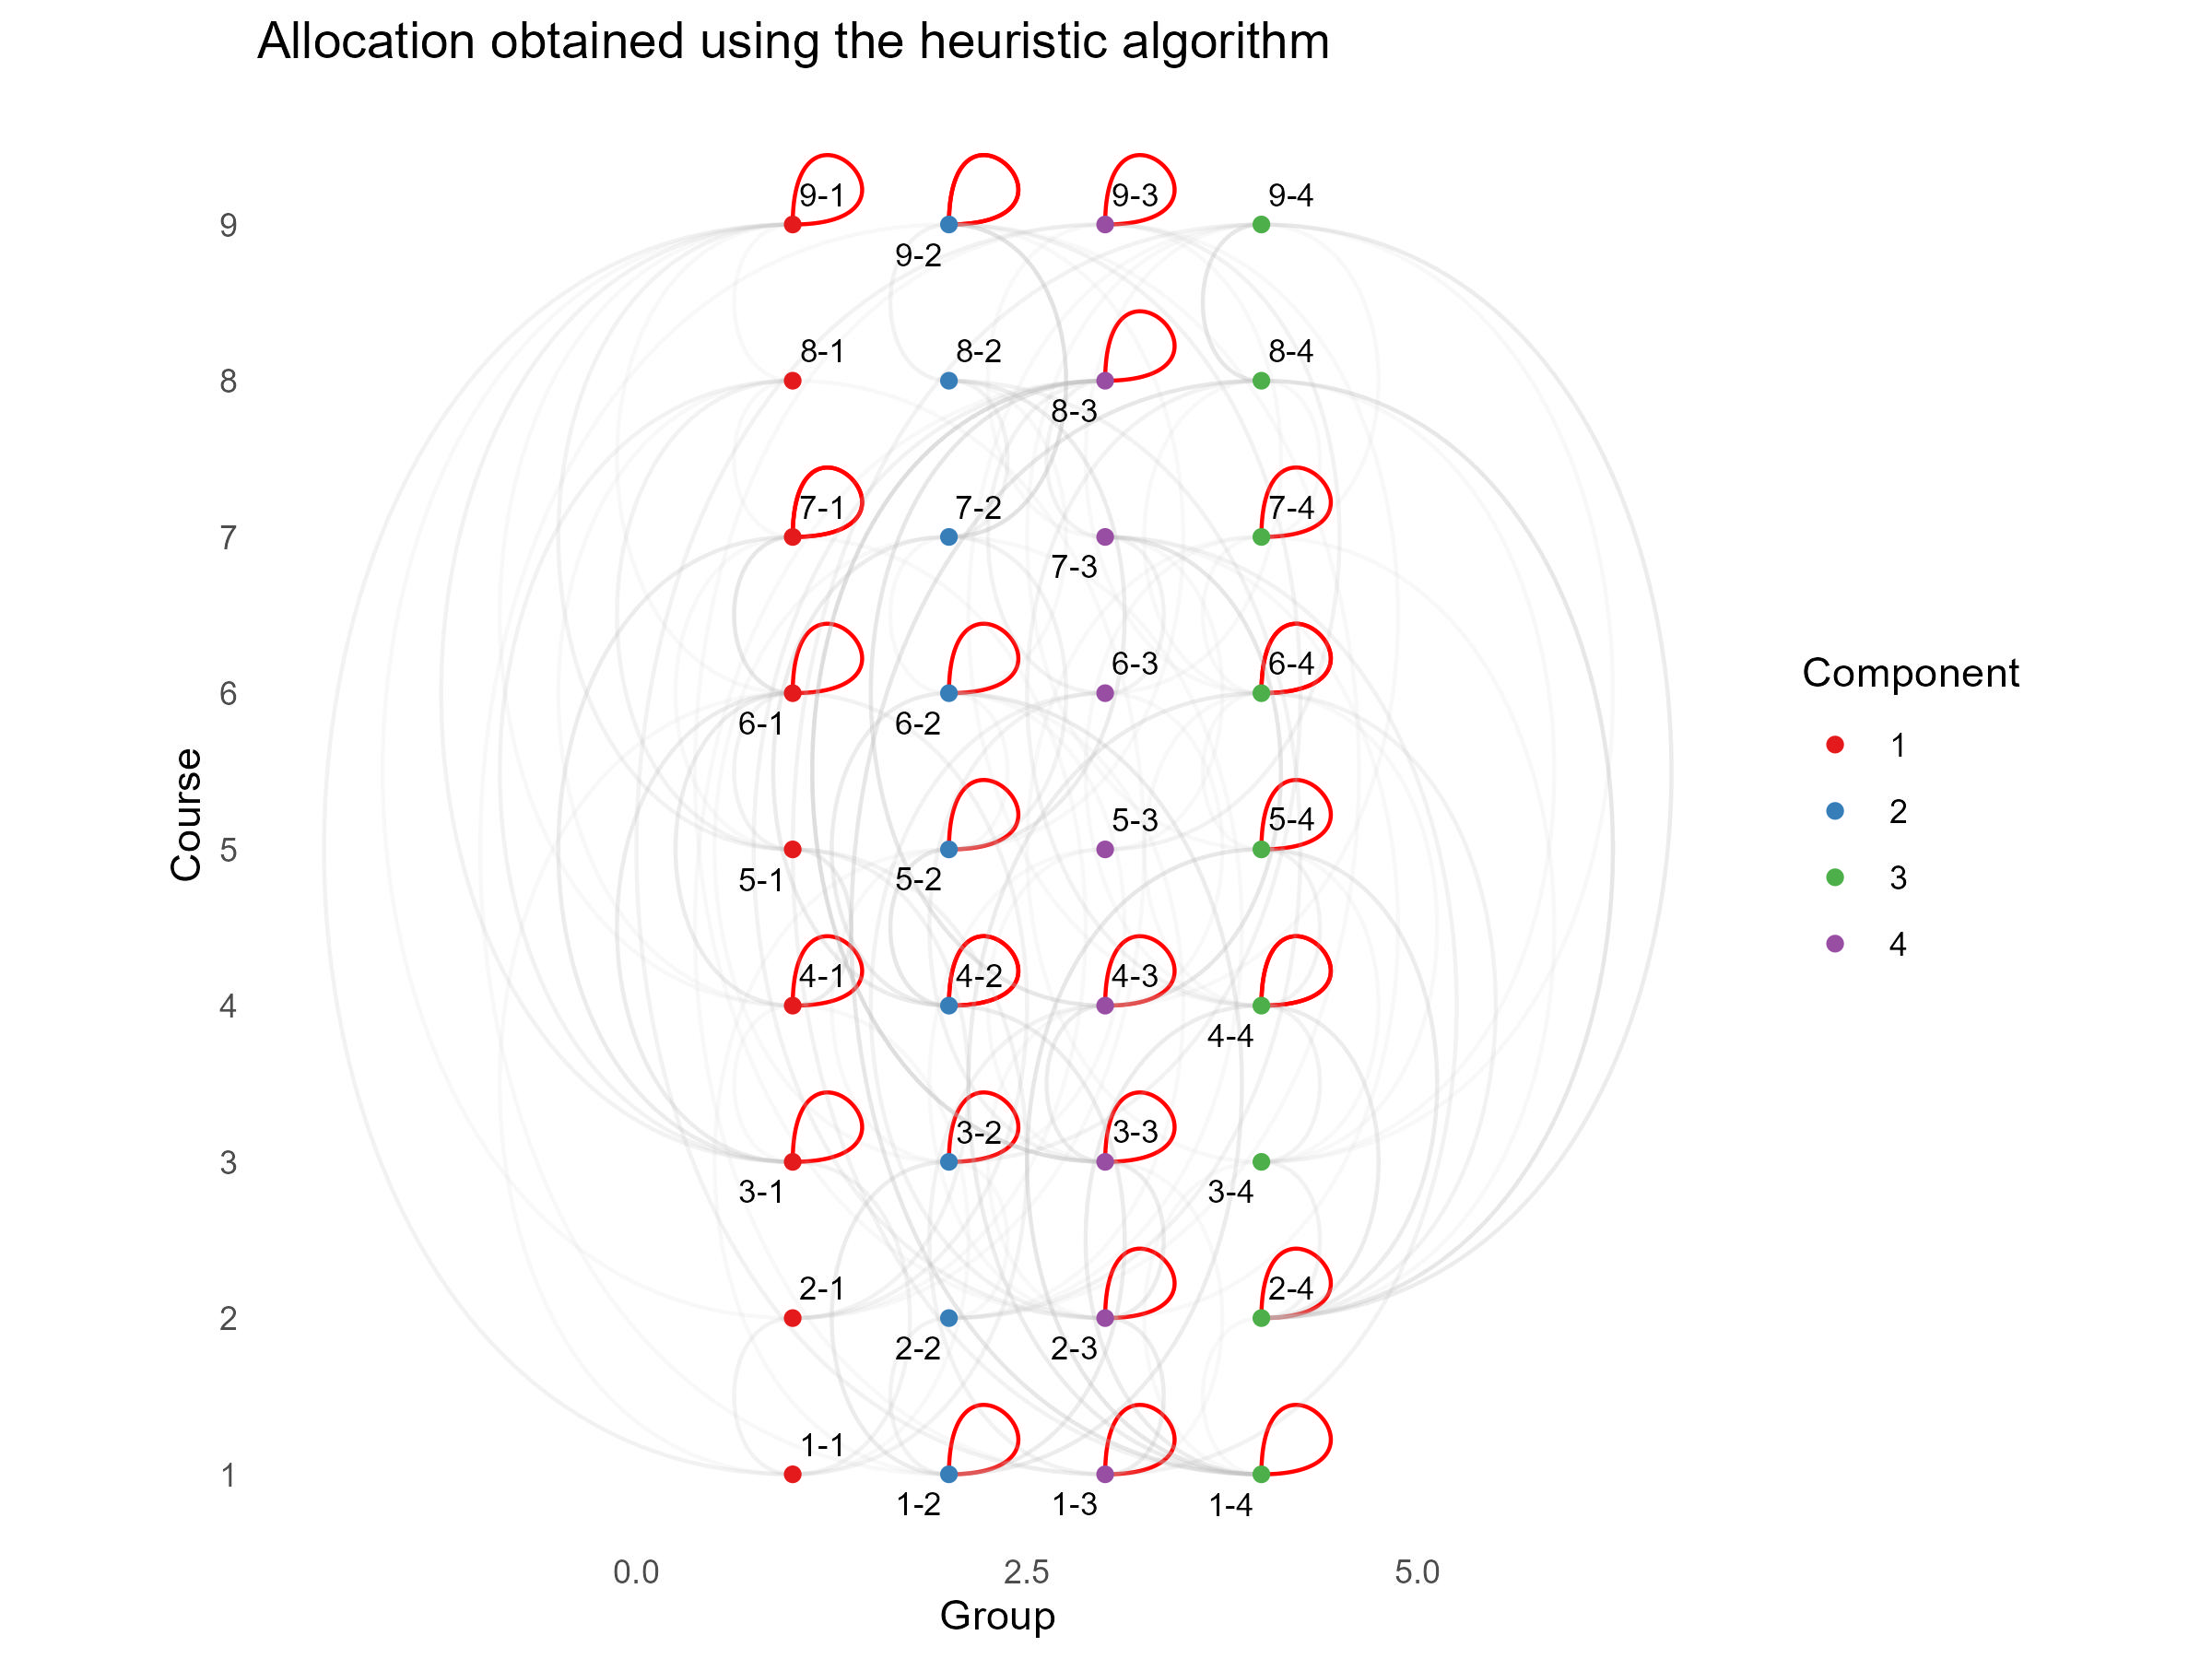 Allocation obtained using the heuristic algorithm
9-1 9-3 9-4
9
9-2
8-1 8-2 8-4
8
8-3
7-1 7-2 7-4
7
7-3
6-3 6-4
6
6-1 6-2
5-3 5-4
5
5-1 5-2
4-1 4-2 4-3
4
4-4
3-2 3-3
3
3-1 3-4
2-1 2-4
2
2-2 2-3
1-1
1
1-2 1-3 1-4
0.0 2.5 5.0
Group
Course
Component
1
2
3
4